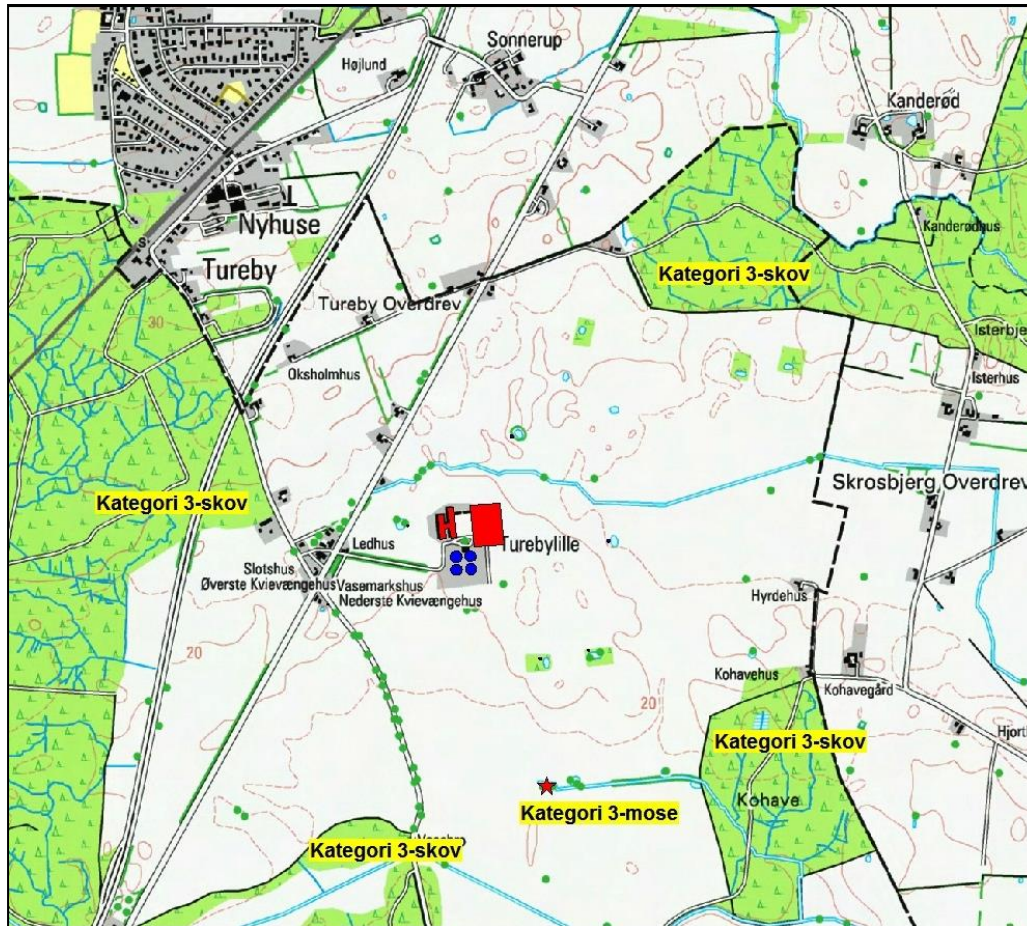 Sonnerup
Højlund
Kanderød
Nyhuse
Kanderødhus
Tureby
Kategori 3-skov
30
Tureby Overdrev
Isterbje
Oksholmhus
Isterhus
Kategori 3-skov
Skrosbjerg Overdrev
Ledhus
Turebylille
Slotshus
Øverste Kvievængehus
Vasemarkshus
Nederste Kvievængehus
Hyrdehus
20
Kohavehus
Kohavegård
20
Kategori 3-skov
Hjort
Kohave
Kategori 3-mose
Kategori 3-skov